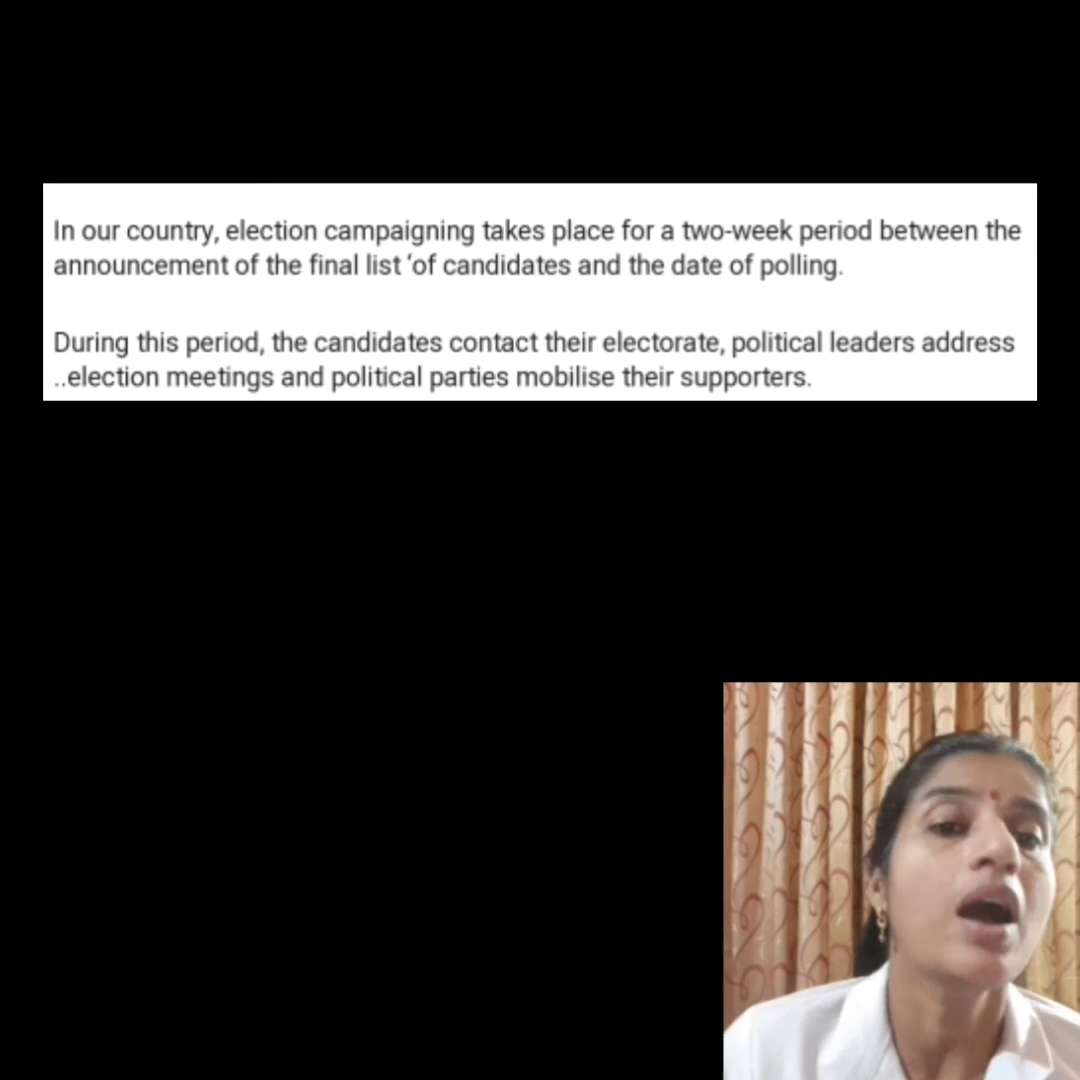 In our country, election campaigning takes place for a two-week period between the
announcement of the final list ‘of candidates and the date of polling.
During this period, the candidates contact their electorate, political leaders address
..election meetings and political parties mobilise their supporters.